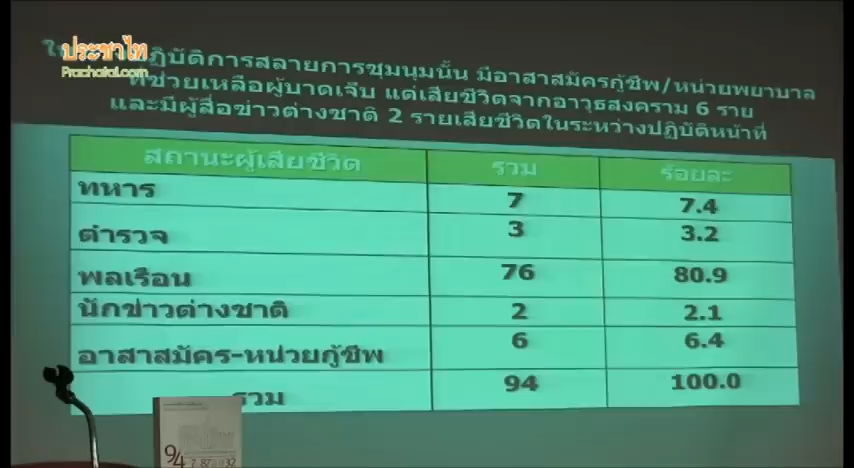 ประชาไท
Prachatai.com
ปฏิบัติการสลายการชุมนุมนั้น มีอาสาสมัครกู้ชีพ/หน่วยพยาบาล
ที่ช่วยเหลือผู้บาดเจ็บ แต่เสียชีวิตจากอาวุธสงคราม 6 ราย
และมีผู้สื่อข่าวต่างชาติ 2 รายเสียชีวิตในระหว่างปฏิบัติหน้าที่
สถานะผู้เสียชีวิต รวม ร้อยละ
ทหาร 7 7.4
ตำรวจ 3 3.2
พลเรือน 76 80.9
นักข่าวต่างชาติ 2 2.1
อาสาสมัคร-หน่วยกู้ชีพ 6 6.4
รวม 94 100.0
94